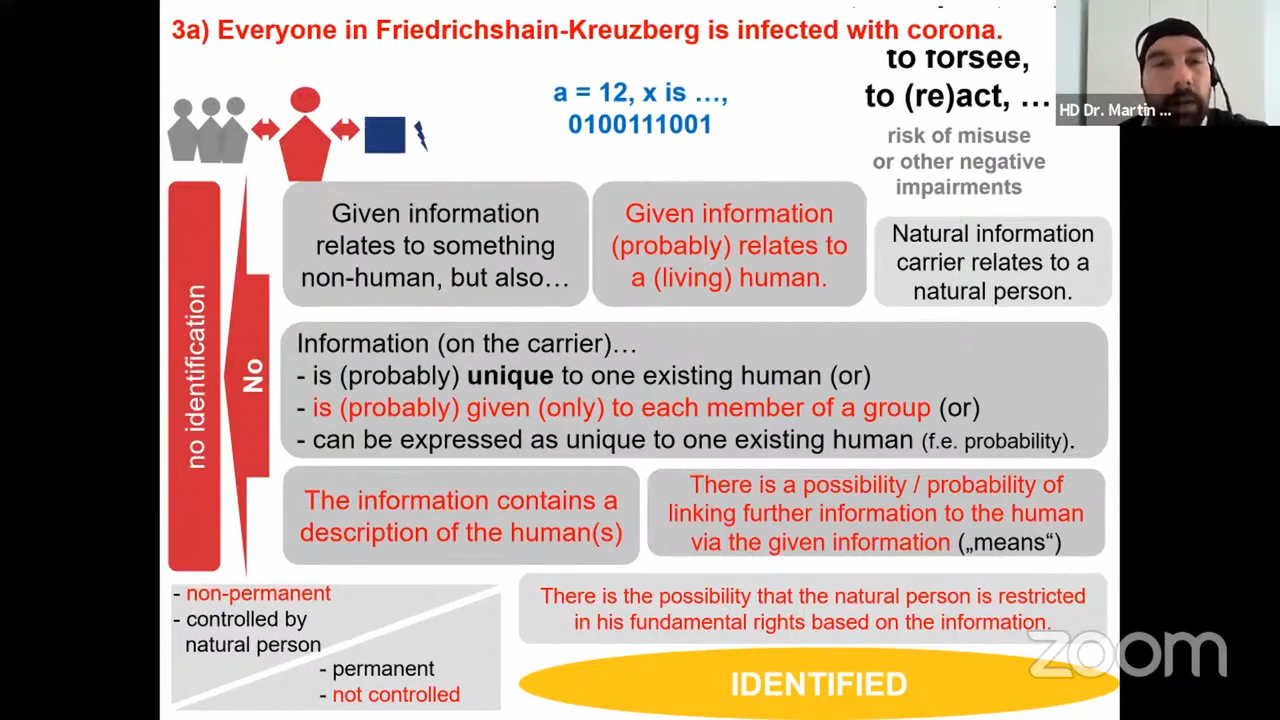 3a) Everyone in Friedrichshain-Kreuzberg is infected with corona.
to forsee,
to (re)act, …
a = 12, x is …,
0100111001
HD Dr. Martin ...
risk of misuse
or other negative
impairments
no identification
No
Given information
relates to something
non-human, but also…
Given information
(probably) relates to
a (living) human.
Natural information
carrier relates to a
natural person.
Information (on the carrier)…
- is (probably) unique to one existing human (or)
- is (probably) given (only) to each member of a group (or)
- can be expressed as unique to one existing human (f.e. probability).
The information contains a
description of the human(s)
There is a possibility / probability of
linking further information to the human
via the given information („means“)
- non-permanent
- controlled by
natural person
- permanent
- not controlled
There is the possibility that the natural person is restricted
in his fundamental rights based on the information.
IDENTIFIED
zoom